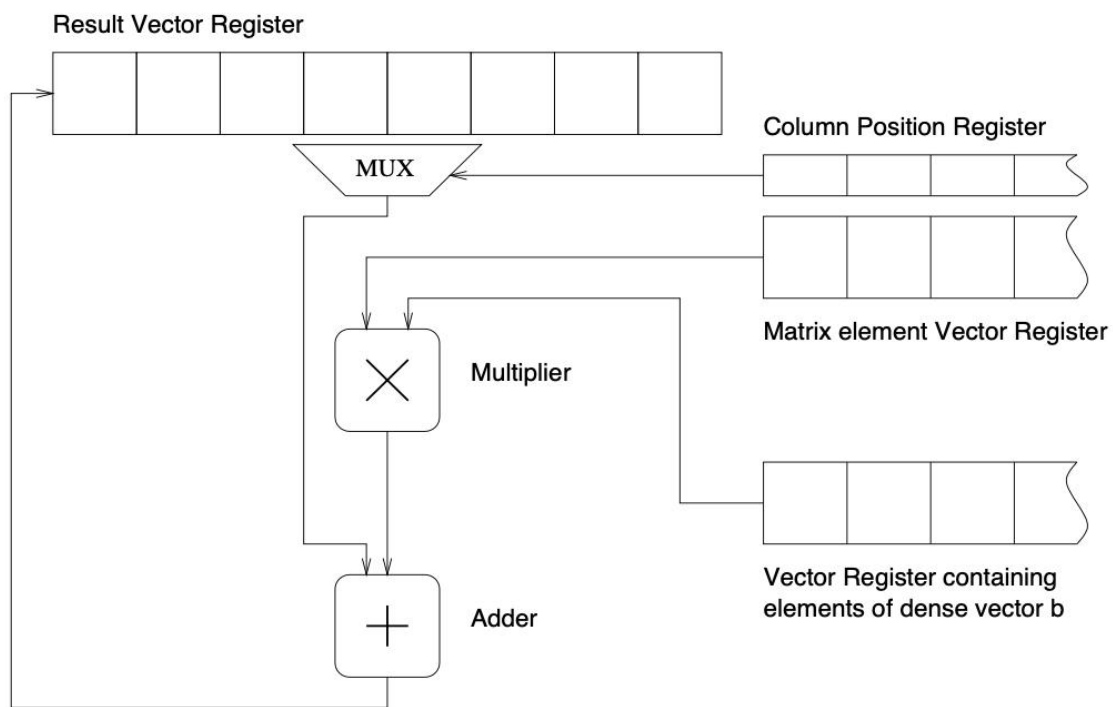 Result Vector Register
Column Position Register
MUX
Matrix element Vector Register
Multiplier
Vector Register containing
elements of dense vector b
Adder